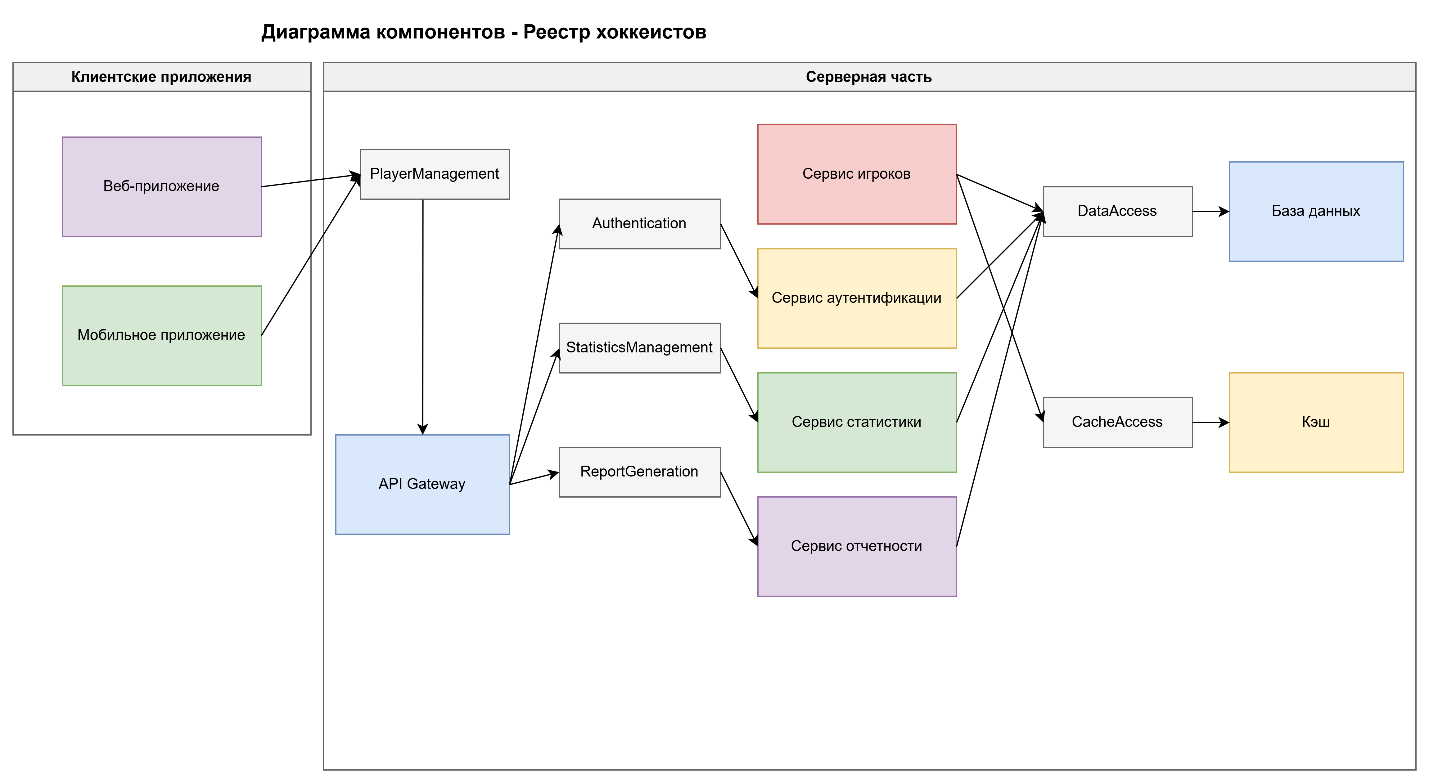 Диаграмма компонентов - Реестр хоккеистов
Клиентские приложения
Серверная часть
Веб-приложение
Мобильное приложение
PlayerManagement
API Gateway
Authentication
StatisticsManagement
ReportGeneration
Сервис игроков
Сервис аутентификации
Сервис статистики
Сервис отчетности
DataAccess
CacheAccess
База данных
Кэш